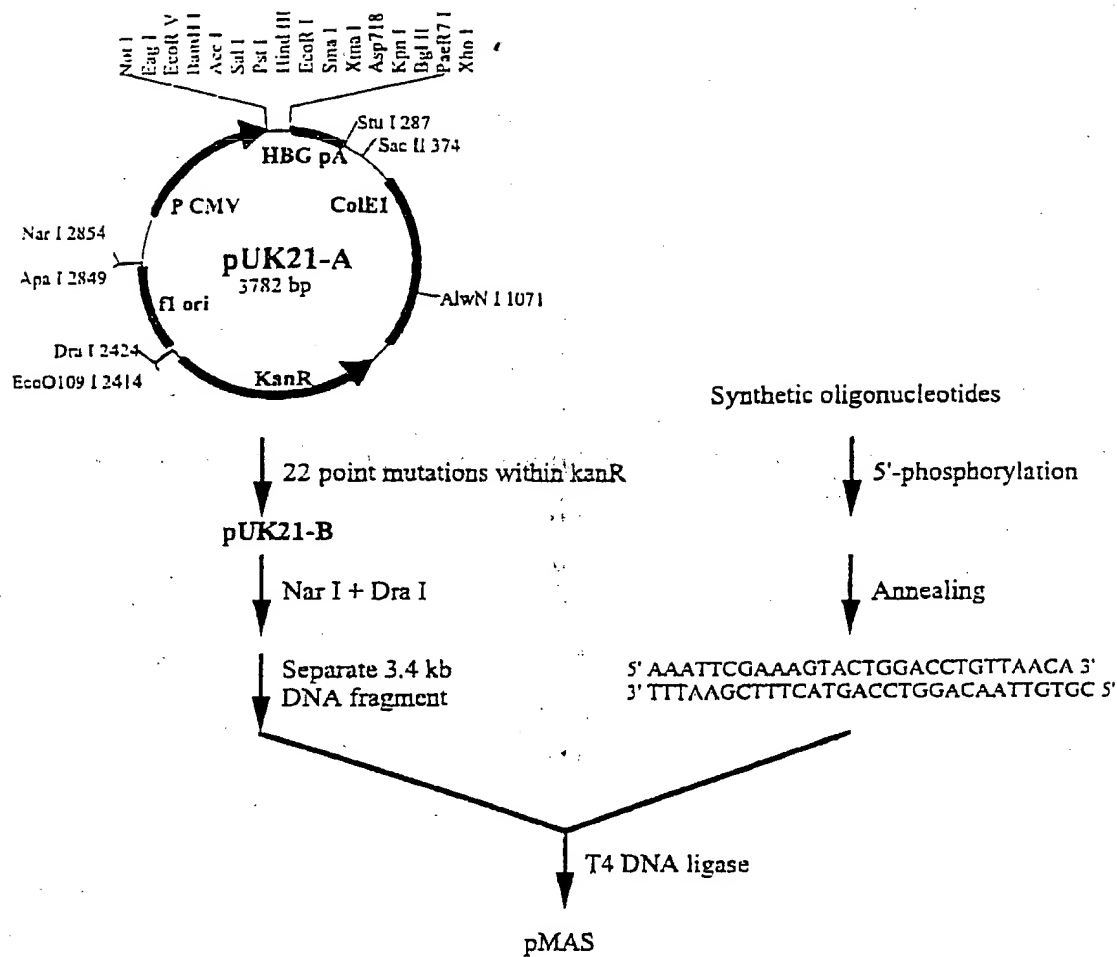 Not I
Eag I
EcoR V
BamH I
Acc I
Sal I
Pst I
Hind III
EcoR I
Sma I
Xma I
Asp718
Kpn I
Bgl II
PaeR7 I
Xho I
Stu I 287
HBG pA
Sac II 374
P CMV
ColE1
Nar I 2854
pUK21-A
3782 bp
Apa I 2849
AlwN I 1071
f1 ori
Dra I 2424
EcoO109 I 2414
KanR
Synthetic oligonucleotides
22 point mutations within kanR
5'-phosphorylation
pUK21-B
Nar I + Dra I
Annealing
Separate 3.4 kb
DNA fragment
5' AAATTCGAAAGTACTGGACCTGTTAACA 3'
3' TTTAAGCTTTCATGACCTGGACAATTGTGC 5'
T4 DNA ligase
pMAS